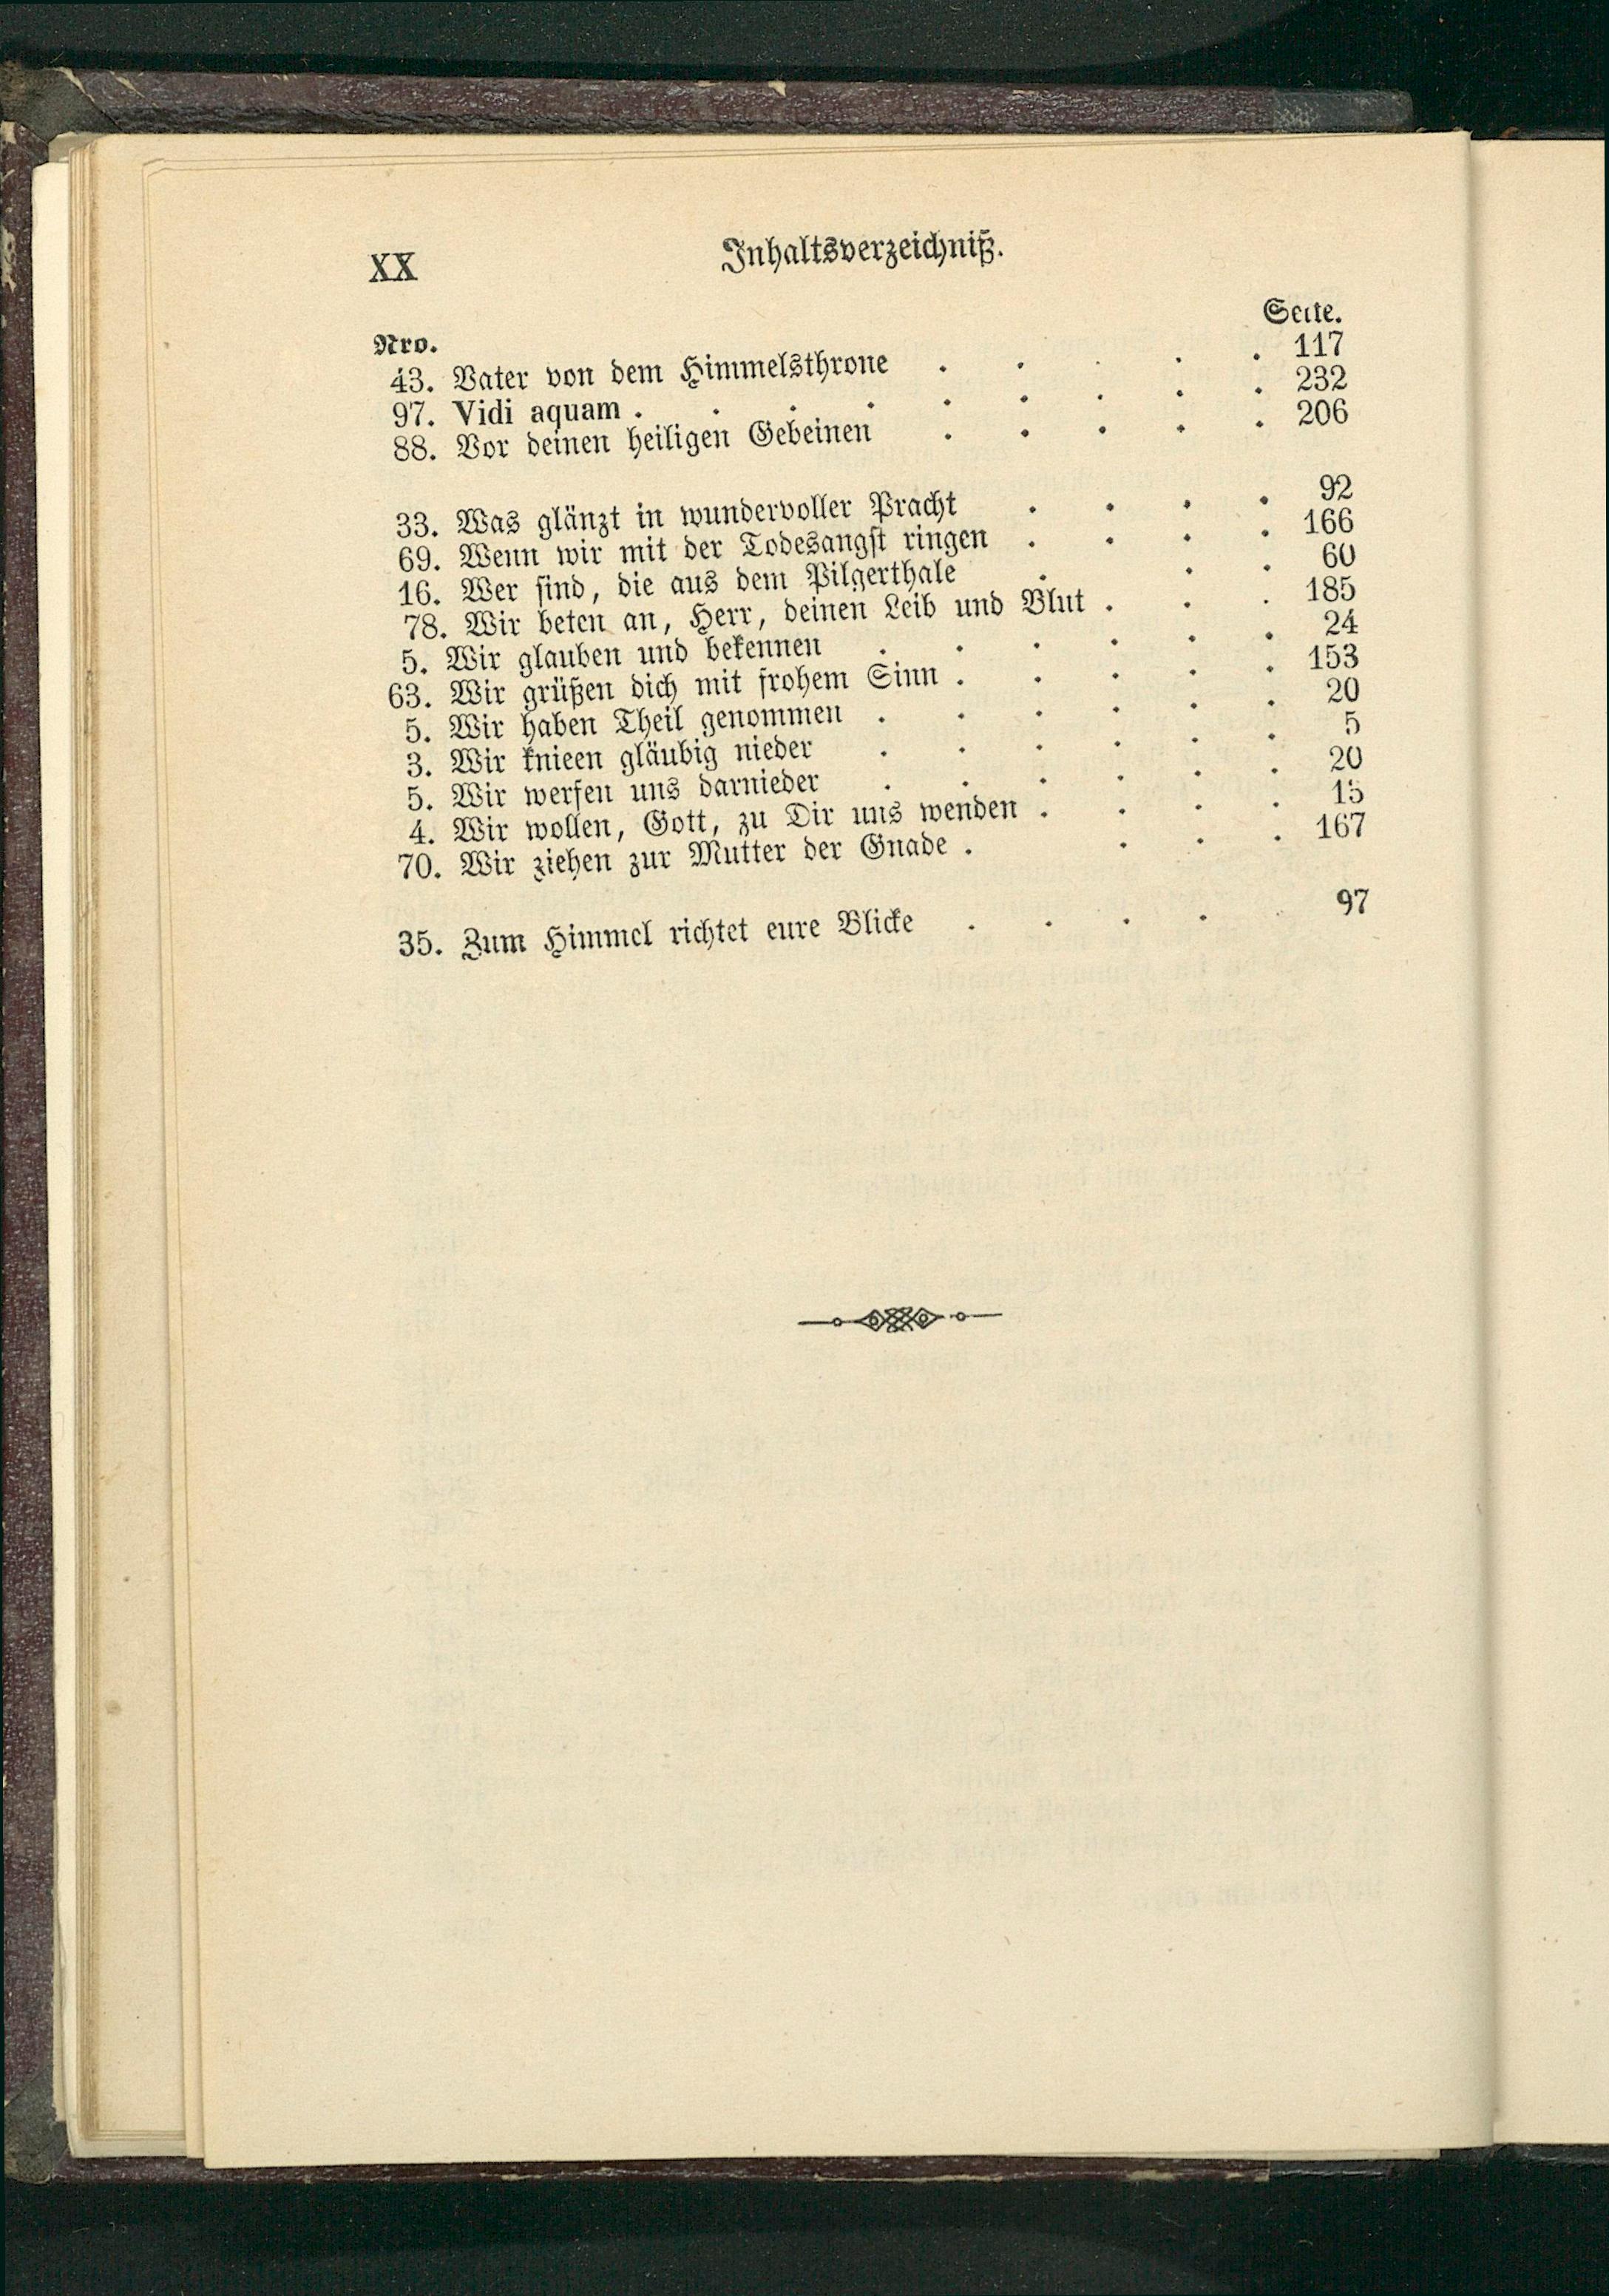 XX Inhaltsverzeichniß.
Nro. Seite.
43. Vater von dem Himmelsthrone . . . . . 117
97. Vidi aquam . . . . . . . . . 232
88. Vor deinen heiligen Gebeinen . . . . . 206
33. Was glänzt in wundervoller Pracht . . . . 92
69. Wenn wir mit der Todesangst ringen . . . . 166
16. Wer sind, die aus dem Pilgerthale . . . 60
78. Wir beten an, Herr, deinen Leib und Blut . . . 185
5. Wir glauben und bekennen . . . . . . 24
63. Wir grüßen dich mit frohem Sinn . . . . . 153
5. Wir haben Theil genommen . . . . . . 20
3. Wir knieen gläubig nieder . . . . . . 5
5. Wir werfen uns darnieder . . . . . . 20
4. Wir wollen, Gott, zu Dir uns wenden . . . . 15
70. Wir ziehen zur Mutter der Gnade . . . . 167
35. Zum Himmel richtet eure Blicke . . . . . 97